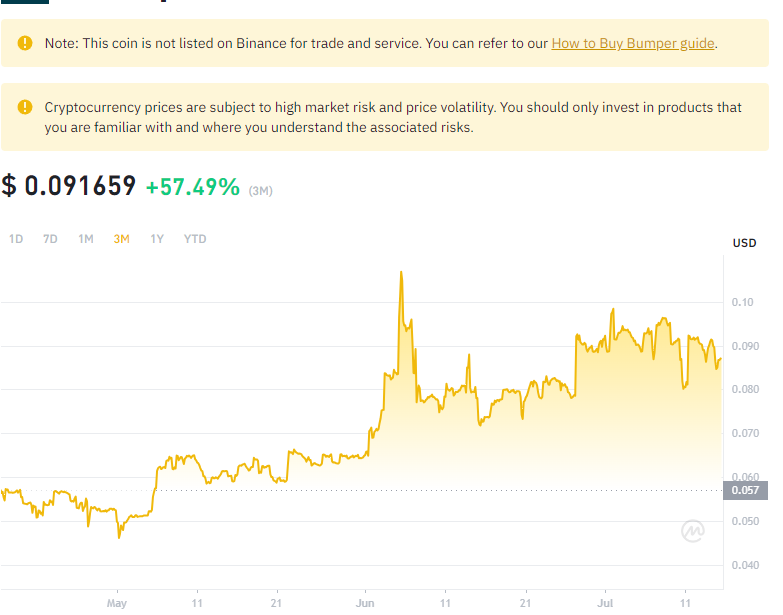 Note: This coin is not listed on Binance for trade and service. You can refer to our How to Buy Bumper guide.
Cryptocurrency prices are subject to high market risk and price volatility. You should only invest in products that
you are familiar with and where you understand the associated risks.
$ 0.091659 +57.49% (3M)
1D 7D 1M 3M 1Y YTD
USD
0.10
0.090
0.080
0.070
0.060
0.057
0.050
0.040
May 11 21 Jun 11 21 Jul 11